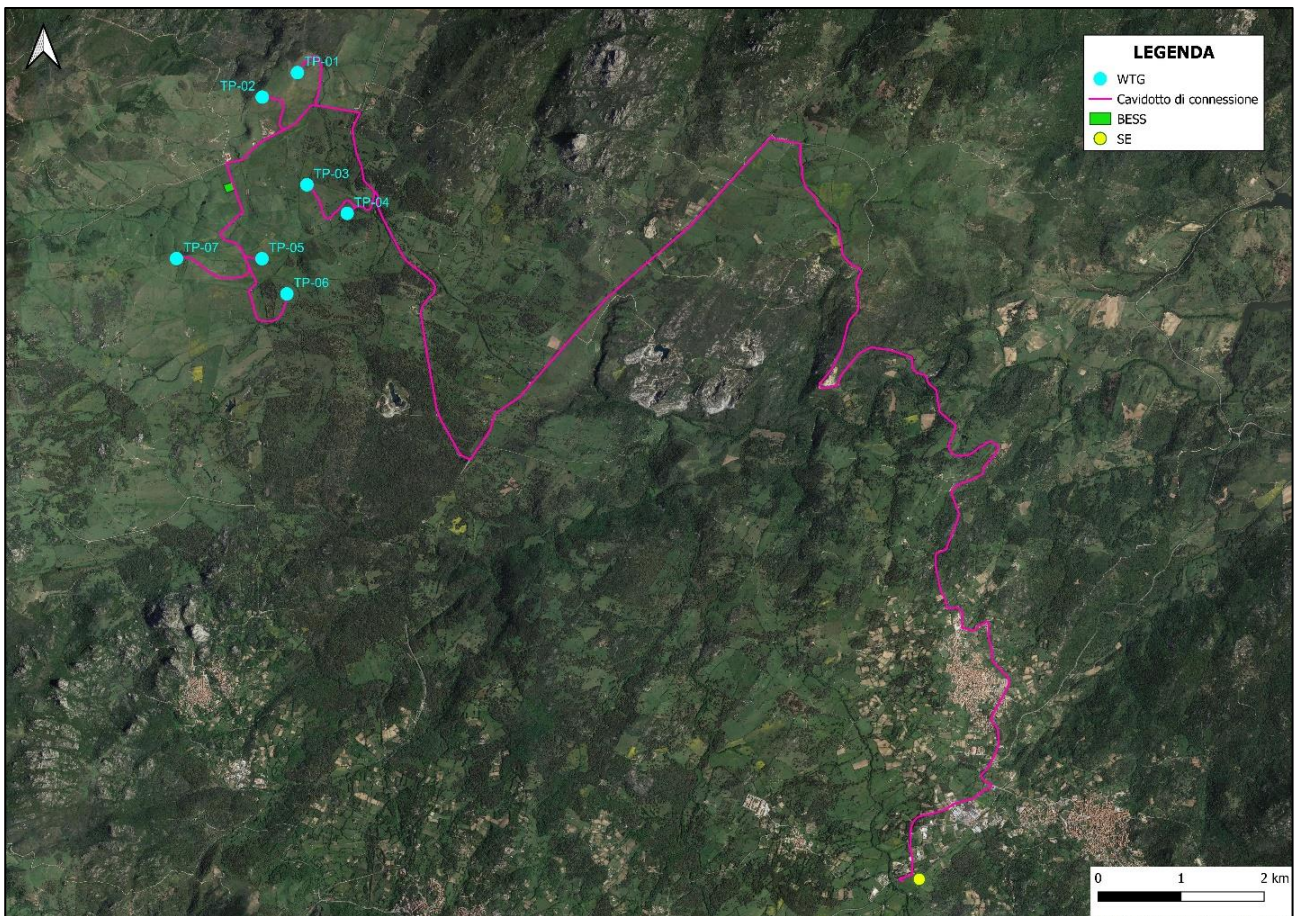 TP-01
TP-02
TP-03
TP-04
TP-07
TP-05
TP-06
LEGENDA
WTG
Cavidotto di connessione
BESS
SE
0 1 2 km